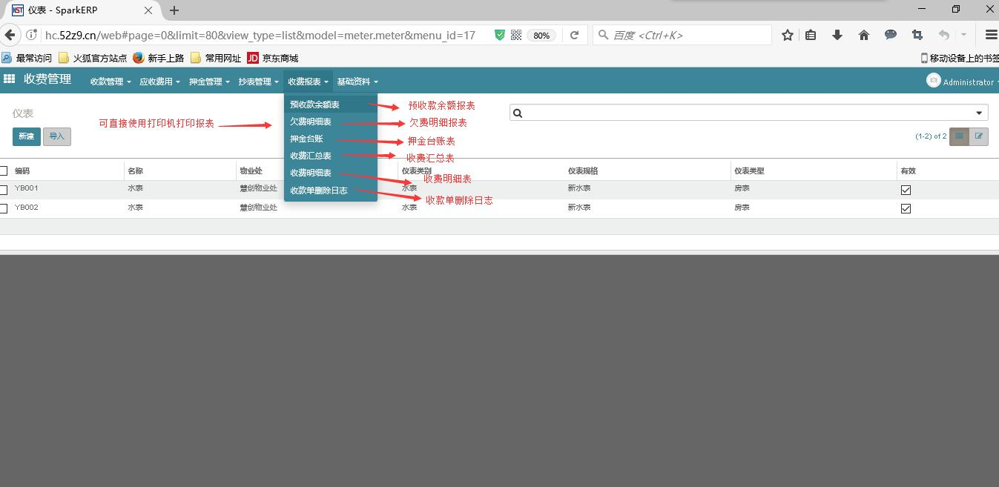 仪表 - SparkERP
hc.52z9.cn/web#page=0&limit=80&view_type=list&model=meter.meter&menu_id=17
80%
百度 <Ctrl+K>
最常访问 火狐官方站点 新手上路 常用网址 JD 京东商城 移动设备上的书签
收费管理 收款管理 应收费用 押金管理 抄表管理 收费报表 基础资料 Administrator
仪表
新建 导入
可直接使用打印机打印报表
预收款余额表 预收款余额报表
欠费明细表 欠费明细报表
押金台账 押金台账表
收费汇总表 收费汇总表
收费明细表 收费明细表
收款单删除日志 收款单删除日志
(1-2) of 2
编码 名称 物业处 仪表类别 仪表规格 仪表类型 有效
YB001 水表 慧创物业处 水表 新水表 房表
YB002 水表 慧创物业处 水表 新水表 房表